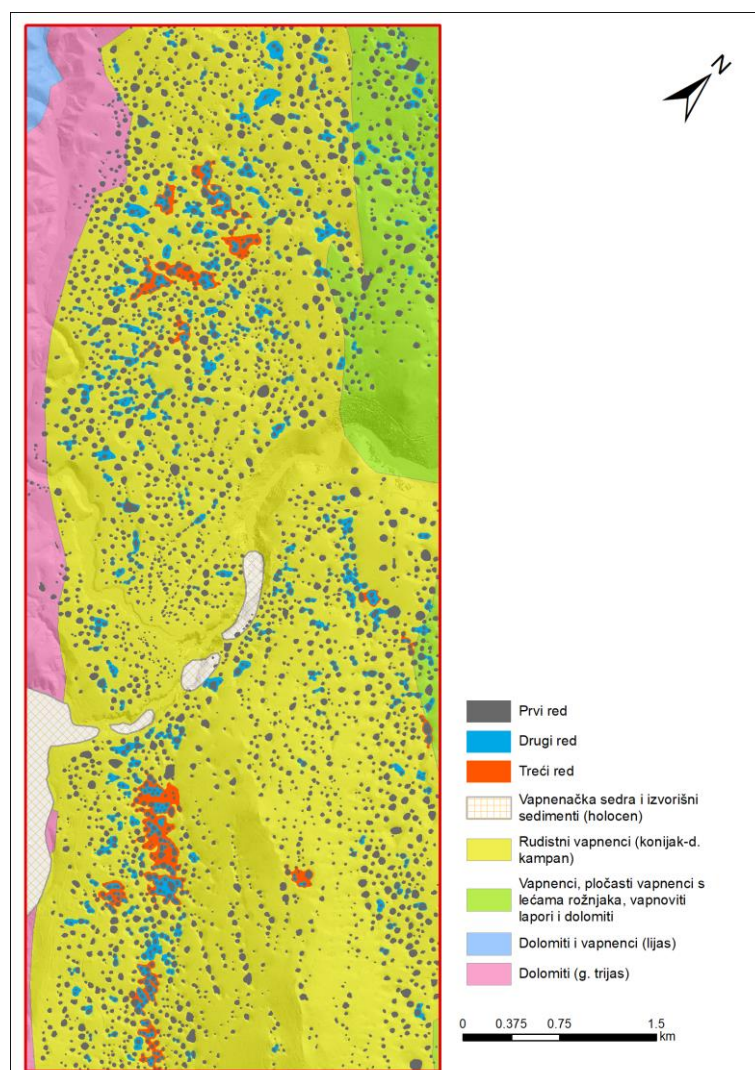 N
Prvi red
Drugi red
Treći red
Vapnenačka sedra i izvorišni
sedimenti (holocen)
Rudistni vapnenci (konijak-d.
kampan)
Vapnenci, pločasti vapnenci s
lećama rožnjaka, vapnoviti
lapori i dolomiti
Dolomiti i vapnenci (lijas)
Dolomiti (g. trijas)
0 0.375 0.75 1.5
km